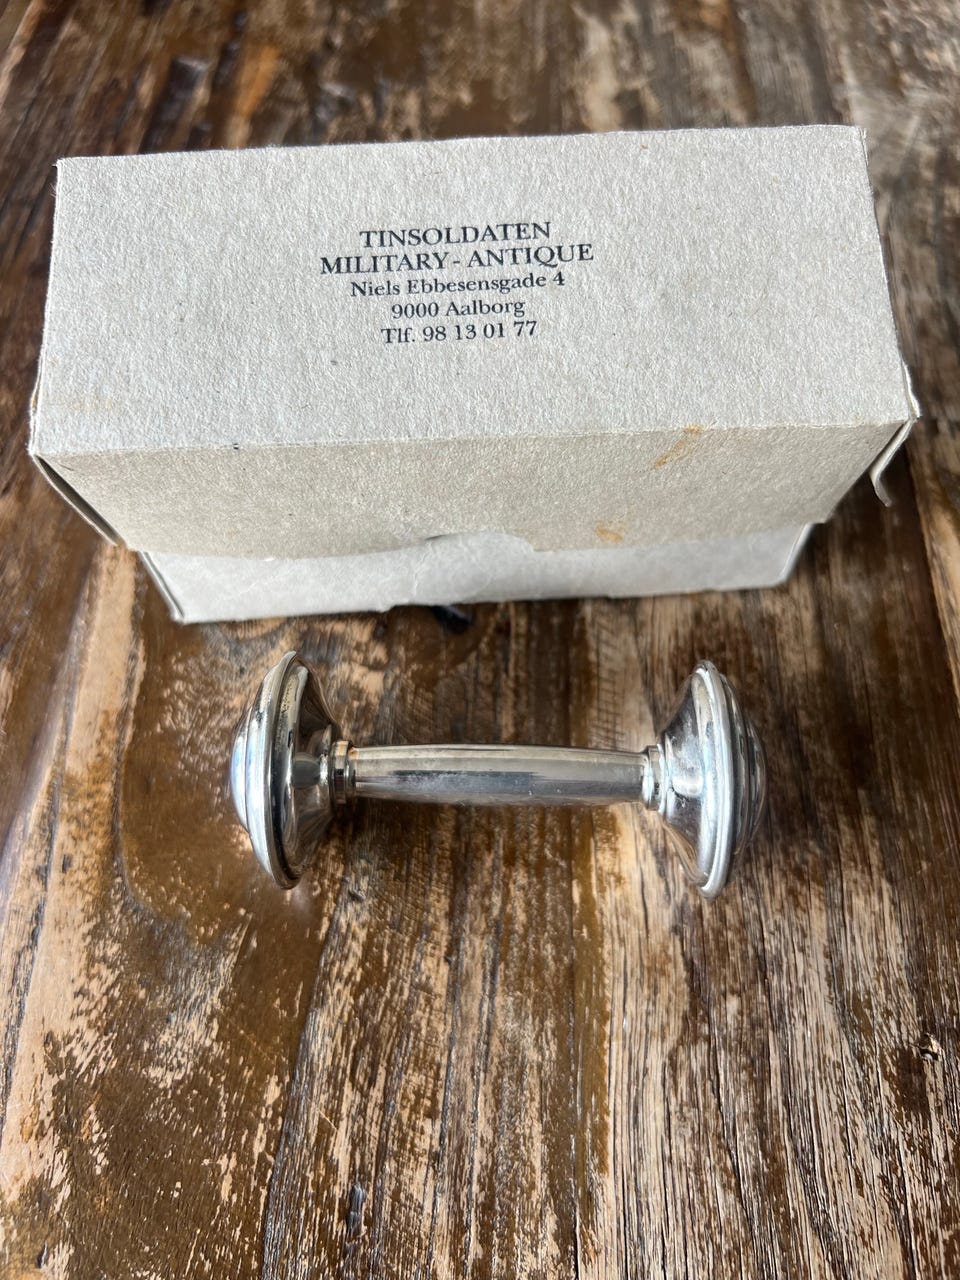 TINSOLDATEN
MILITARY - ANTIQUE
Niels Ebbesensgade 4
9000 Aalborg
Tlf. 98 13 01 77